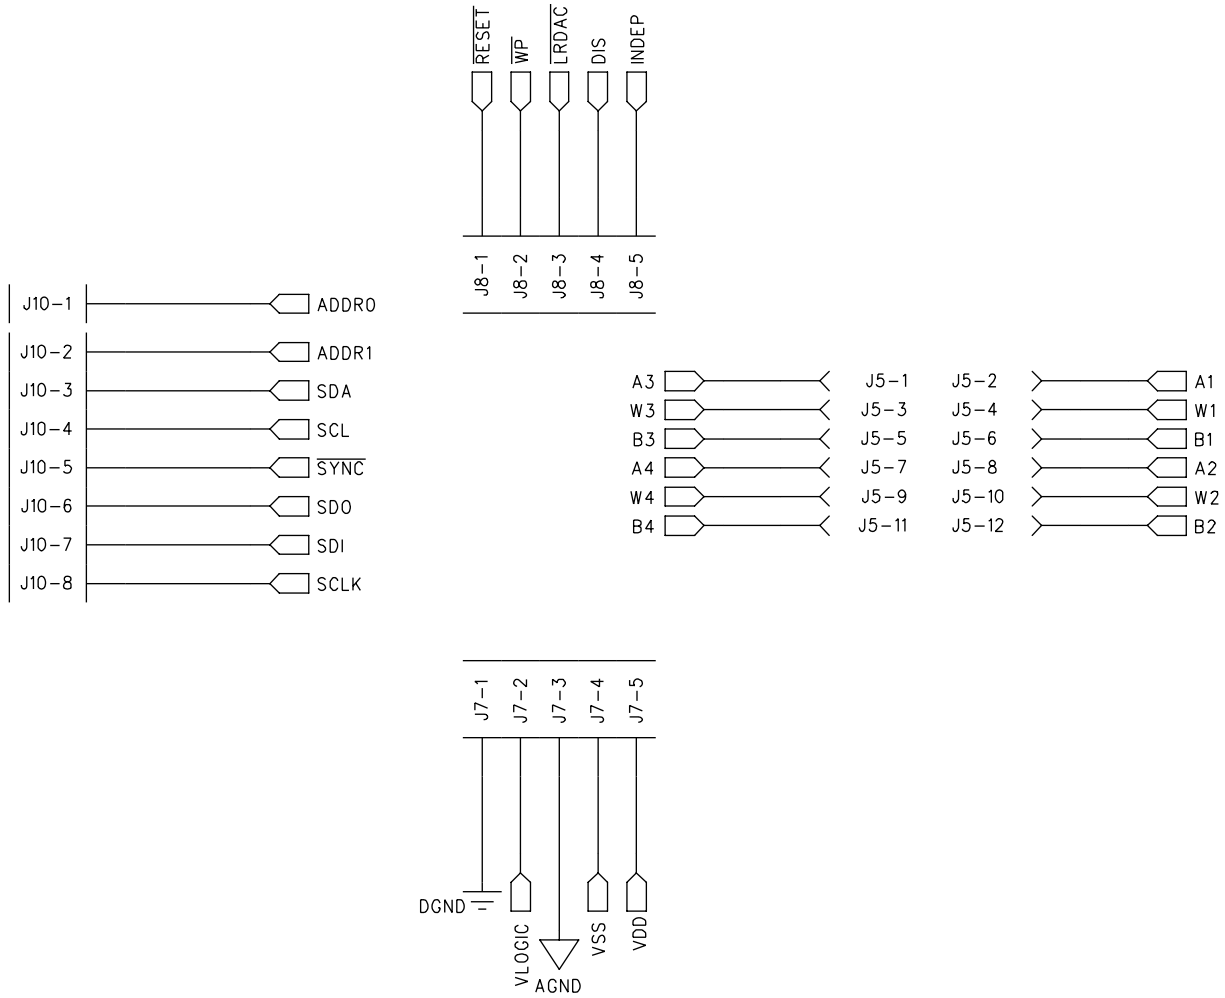 RESET
WP
LRDAC
DIS
INDEP
J8-1
J8-2
J8-3
J8-4
J8-5
J10-1 ADDR0
J10-2 ADDR1
J10-3 SDA
J10-4 SCL
J10-5 SYNC
J10-6 SDO
J10-7 SDI
J10-8 SCLK
A3 J5-1 J5-2 A1
W3 J5-3 J5-4 W1
B3 J5-5 J5-6 B1
A4 J5-7 J5-8 A2
W4 J5-9 J5-10 W2
B4 J5-11 J5-12 B2
J7-1
J7-2
J7-3
J7-4
J7-5
DGND
VLOGIC
AGND
VSS
VDD